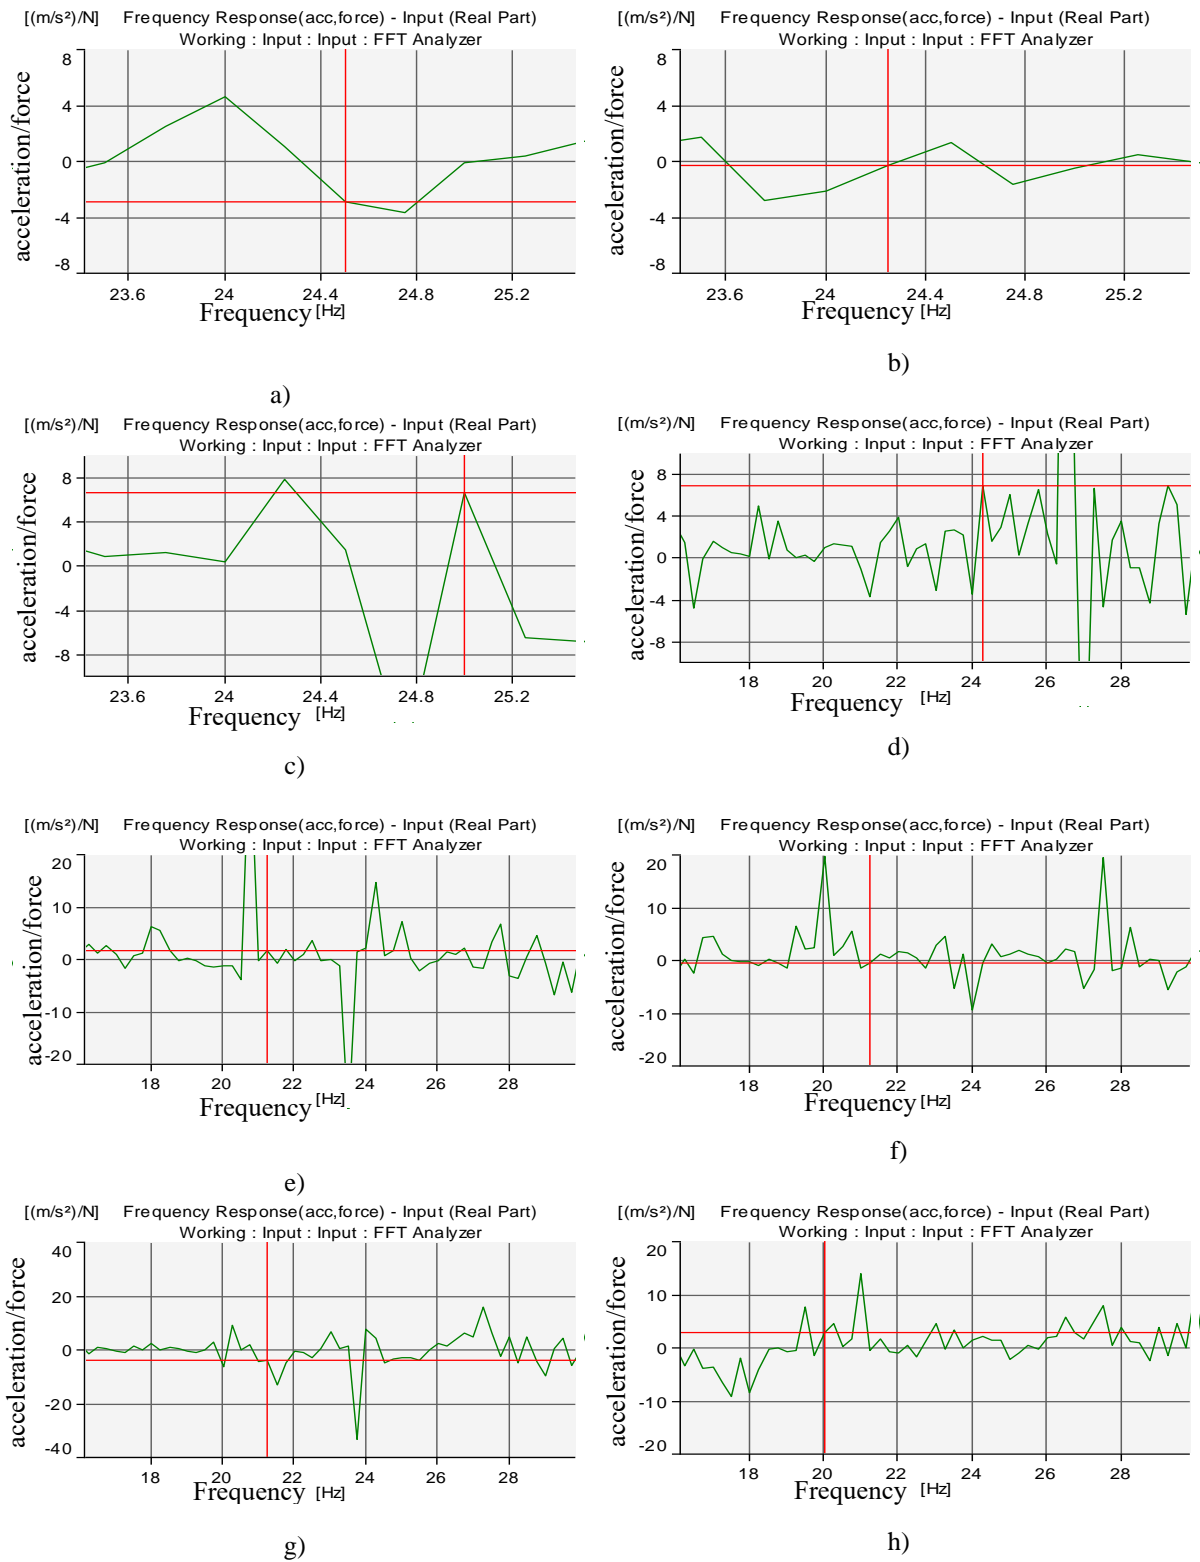 [(m/s²)/N] Frequency Response(acc,force) - Input (Real Part)
Working : Input : Input : FFT Analyzer
8
4
0
-4
-8
acceleration/force
23.6 24 24.4 24.8 25.2
Frequency [Hz]
a)
[(m/s²)/N] Frequency Response(acc,force) - Input (Real Part)
Working : Input : Input : FFT Analyzer
8
4
0
-4
-8
acceleration/force
23.6 24 24.4 24.8 25.2
Frequency [Hz]
b)
[(m/s²)/N] Frequency Response(acc,force) - Input (Real Part)
Working : Input : Input : FFT Analyzer
8
4
0
-4
-8
acceleration/force
23.6 24 24.4 24.8 25.2
Frequency [Hz]
c)
[(m/s²)/N] Frequency Response(acc,force) - Input (Real Part)
Working : Input : Input : FFT Analyzer
8
4
0
-4
-8
acceleration/force
18 20 22 24 26 28
Frequency [Hz]
d)
[(m/s²)/N] Frequency Response(acc,force) - Input (Real Part)
Working : Input : Input : FFT Analyzer
20
10
0
-10
-20
acceleration/force
18 20 22 24 26 28
Frequency [Hz]
e)
[(m/s²)/N] Frequency Response(acc,force) - Input (Real Part)
Working : Input : Input : FFT Analyzer
20
10
0
-10
-20
acceleration/force
18 20 22 24 26 28
Frequency [Hz]
f)
[(m/s²)/N] Frequency Response(acc,force) - Input (Real Part)
Working : Input : Input : FFT Analyzer
40
20
0
-20
-40
acceleration/force
18 20 22 24 26 28
Frequency [Hz]
g)
[(m/s²)/N] Frequency Response(acc,force) - Input (Real Part)
Working : Input : Input : FFT Analyzer
20
10
0
-10
-20
acceleration/force
18 20 22 24 26 28
Frequency [Hz]
h)